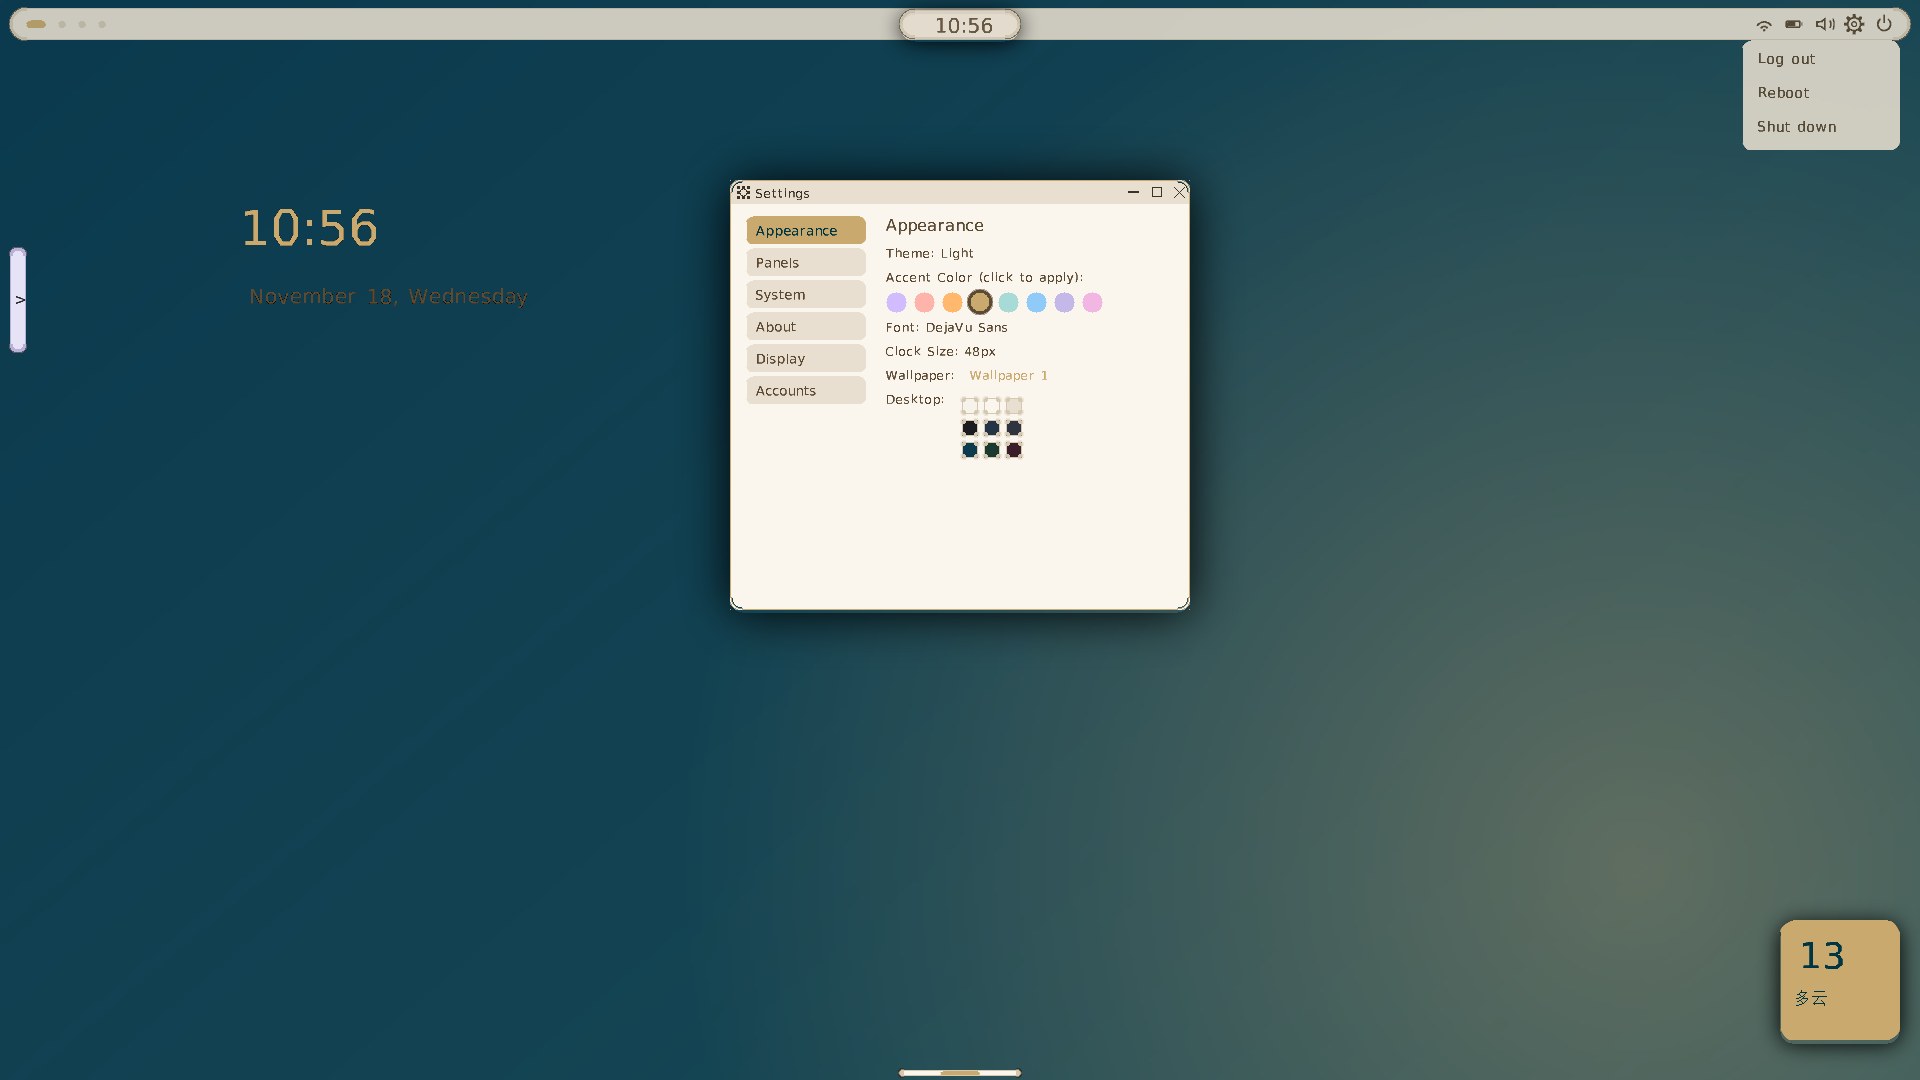 10:56
Log out
Reboot
Shut down
10:56
November 18, Wednesday
>
Settings
Appearance
Panels
System
About
Display
Accounts
Appearance
Theme: Light
Accent Color (click to apply):
Font: DejaVu Sans
Clock Size: 48px
Wallpaper: Wallpaper 1
Desktop:
13
多云